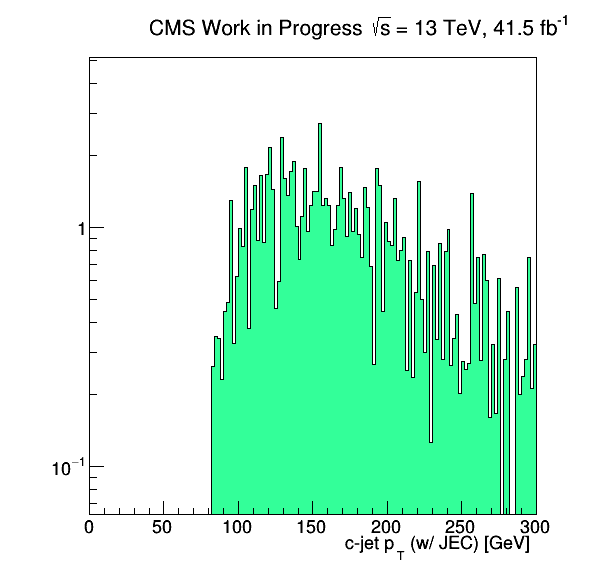 CMS Work in Progress √s = 13 TeV, 41.5 fb⁻¹
1
10⁻¹
0 50 100 150 200 250 300
c-jet p_T (w/ JEC) [GeV]